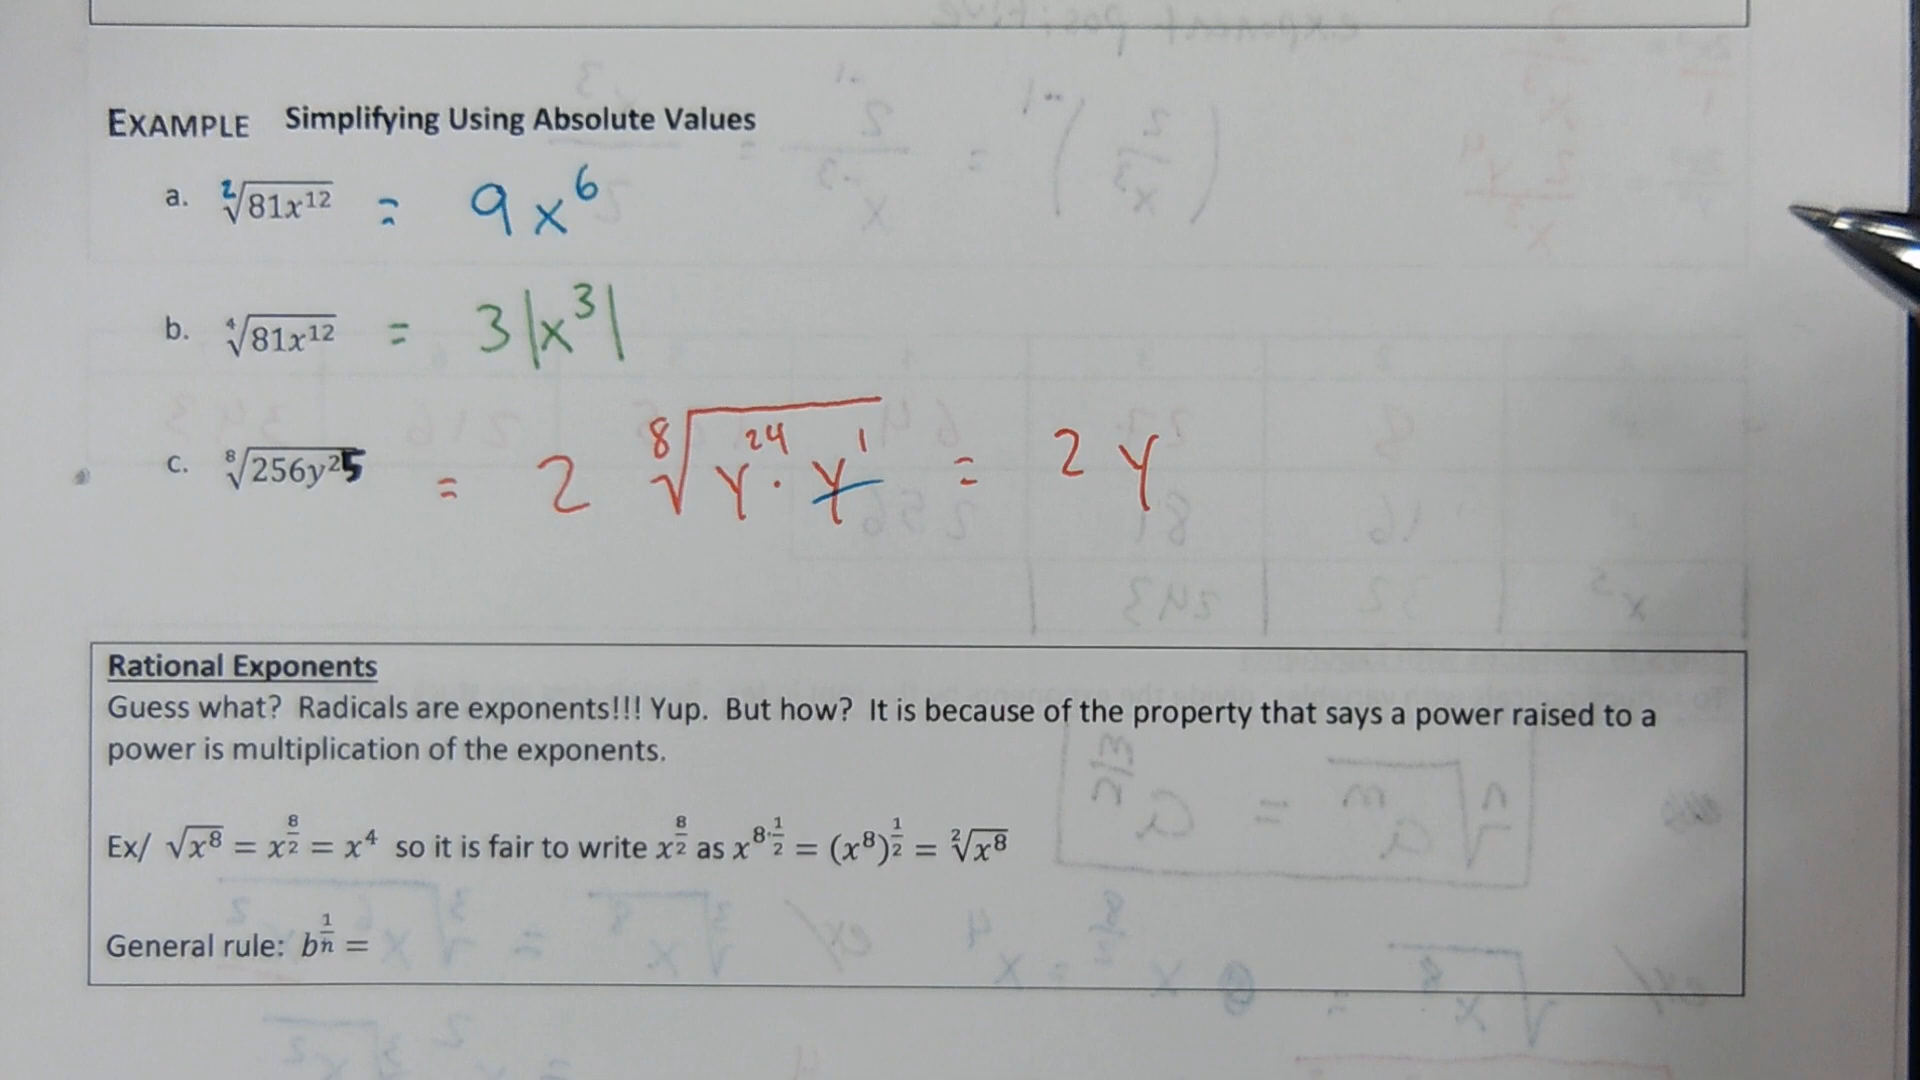 EXAMPLE Simplifying Using Absolute Values
a. ²√81x¹² = 9x⁶
b. ⁴√81x¹² = 3|x³|
c. ⁸√256y²⁵ = 2 ⁸√y²⁴·y¹ = 2y
Rational Exponents
Guess what? Radicals are exponents!!! Yup. But how? It is because of the property that says a power raised to a
power is multiplication of the exponents.
Ex/ √x⁸ = x^(8/2) = x⁴ so it is fair to write x^(8/2) as x^(8·1/2) = (x⁸)^(1/2) = ²√x⁸
General rule: b^(1/n) =